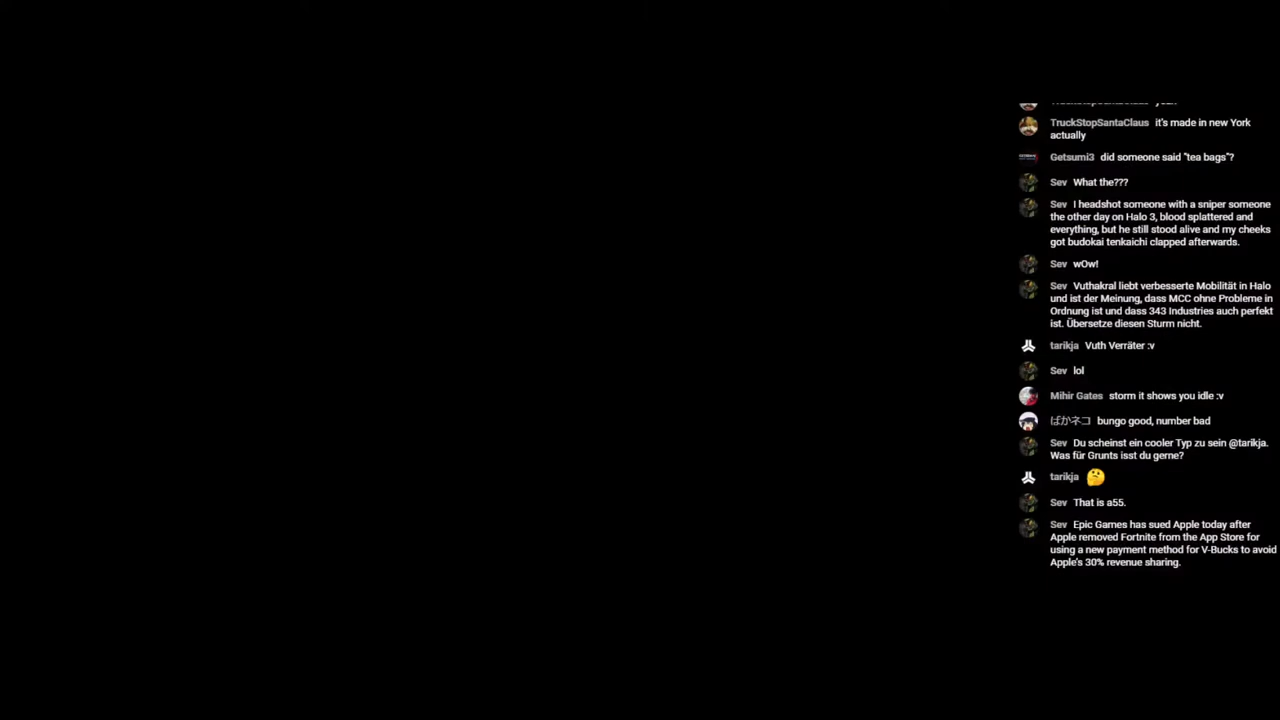 TruckStopSantaClaus it's made in new York
actually
Getsumi3 did someone said "tea bags"?
Sev What the???
Sev I headshot someone with a sniper someone
the other day on Halo 3, blood splattered and
everything, but he still stood alive and my cheeks
got budokai tenkaichi clapped afterwards.
Sev wOw!
Sev Vuthakral liebt verbesserte Mobilität in Halo
und ist der Meinung, dass MCC ohne Probleme in
Ordnung ist und dass 343 Industries auch perfekt
ist. Übersetze diesen Sturm nicht.
tarikja Vuth Verräter :v
Sev lol
Mihir Gates storm it shows you idle :v
ばかネコ bungo good, number bad
Sev Du scheinst ein cooler Typ zu sein @tarikja.
Was für Grunts isst du gerne?
tarikja 🤔
Sev That is a55.
Sev Epic Games has sued Apple today after
Apple removed Fortnite from the App Store for
using a new payment method for V-Bucks to avoid
Apple's 30% revenue sharing.